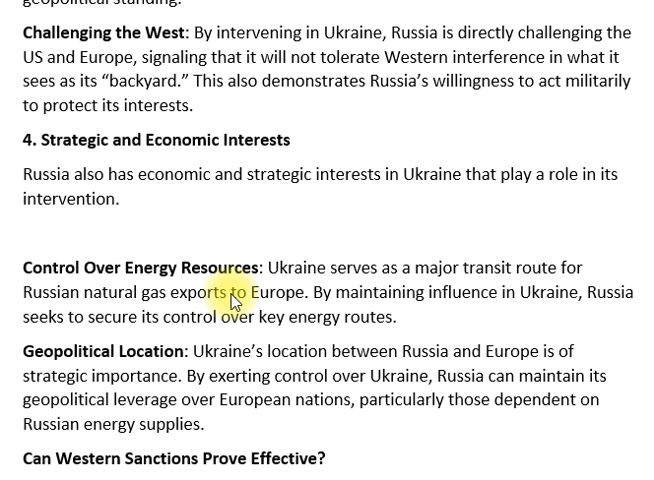 geopolitical standing.
Challenging the West: By intervening in Ukraine, Russia is directly challenging the
US and Europe, signaling that it will not tolerate Western interference in what it
sees as its “backyard.” This also demonstrates Russia’s willingness to act militarily
to protect its interests.
4. Strategic and Economic Interests
Russia also has economic and strategic interests in Ukraine that play a role in its
intervention.
Control Over Energy Resources: Ukraine serves as a major transit route for
Russian natural gas exports to Europe. By maintaining influence in Ukraine, Russia
seeks to secure its control over key energy routes.
Geopolitical Location: Ukraine’s location between Russia and Europe is of
strategic importance. By exerting control over Ukraine, Russia can maintain its
geopolitical leverage over European nations, particularly those dependent on
Russian energy supplies.
Can Western Sanctions Prove Effective?